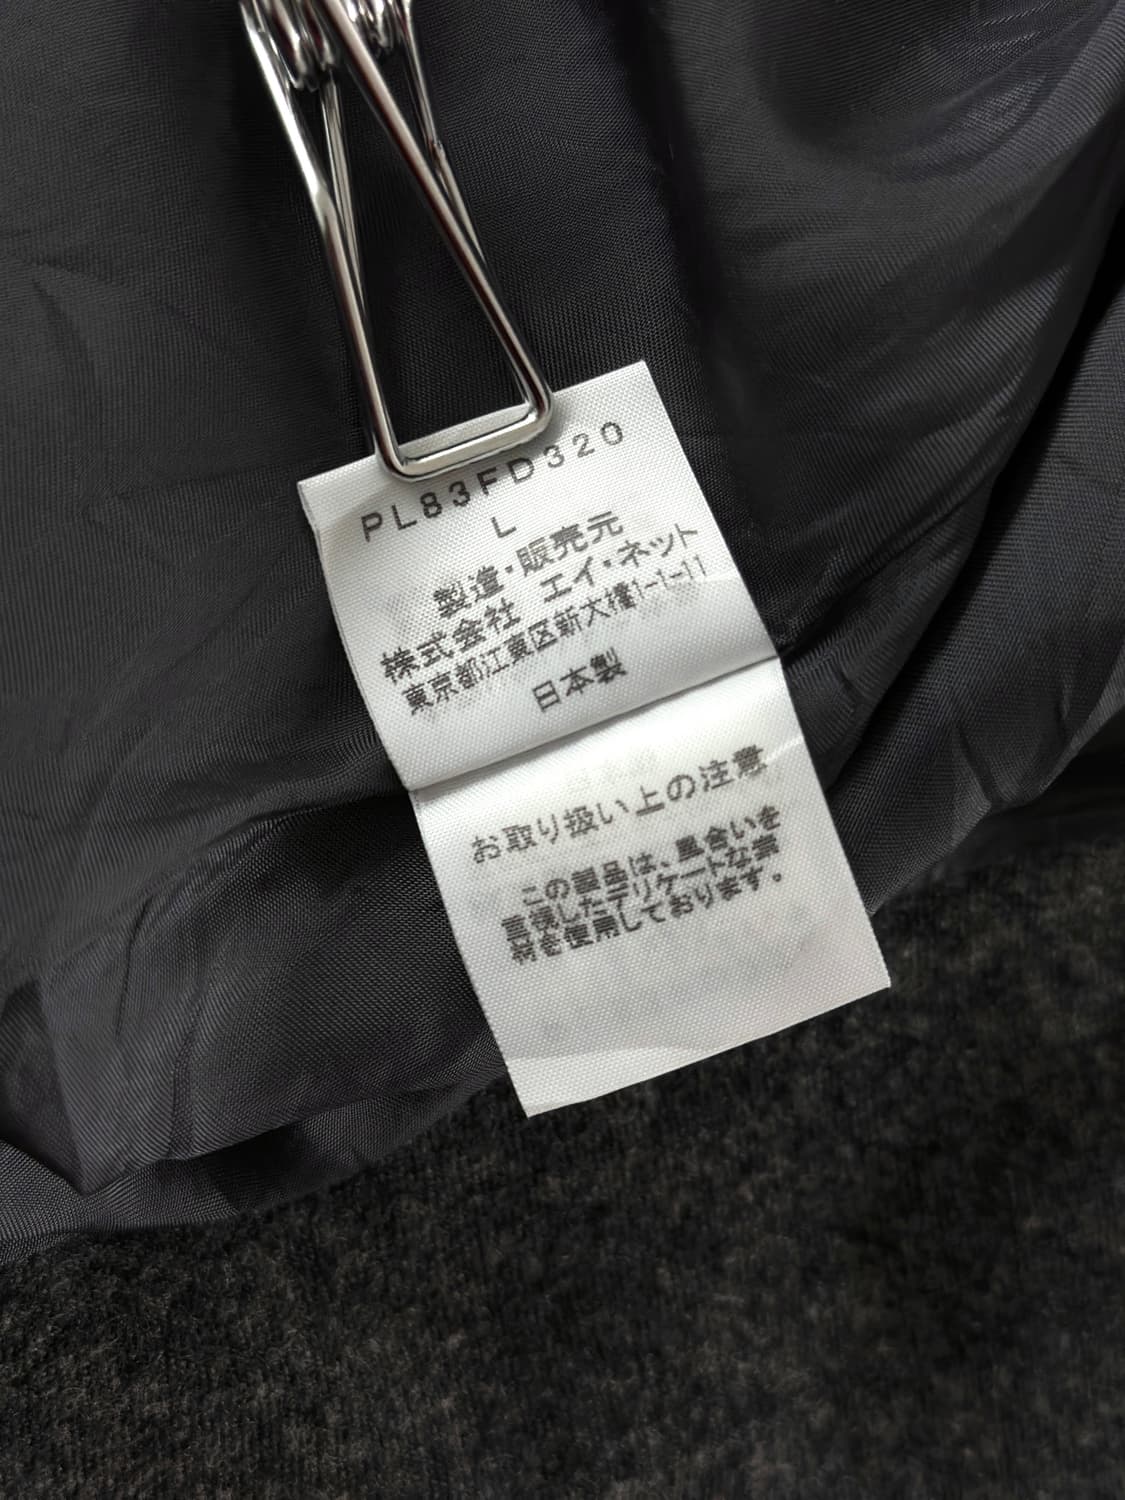 PL83FD320
L
製造・販売元
株式会社 エイ・ネット
東京都江東区新大橋1-1-11
日本製
お取り扱い上の注意
この製品は、風合いを
重視したデリケートな素
材を使用しております。